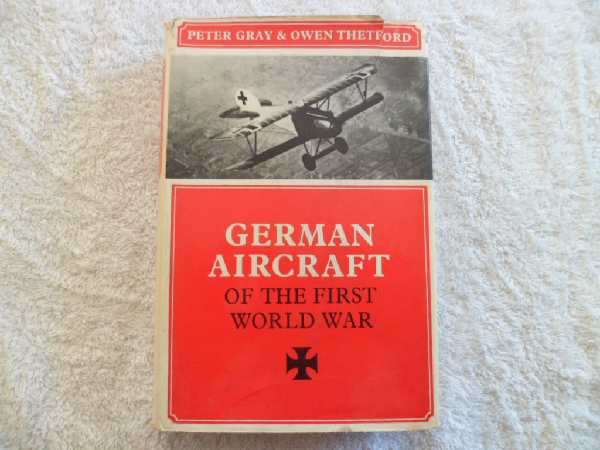 PETER GRAY & OWEN THETFORD
GERMAN
AIRCRAFT
OF THE FIRST
WORLD WAR